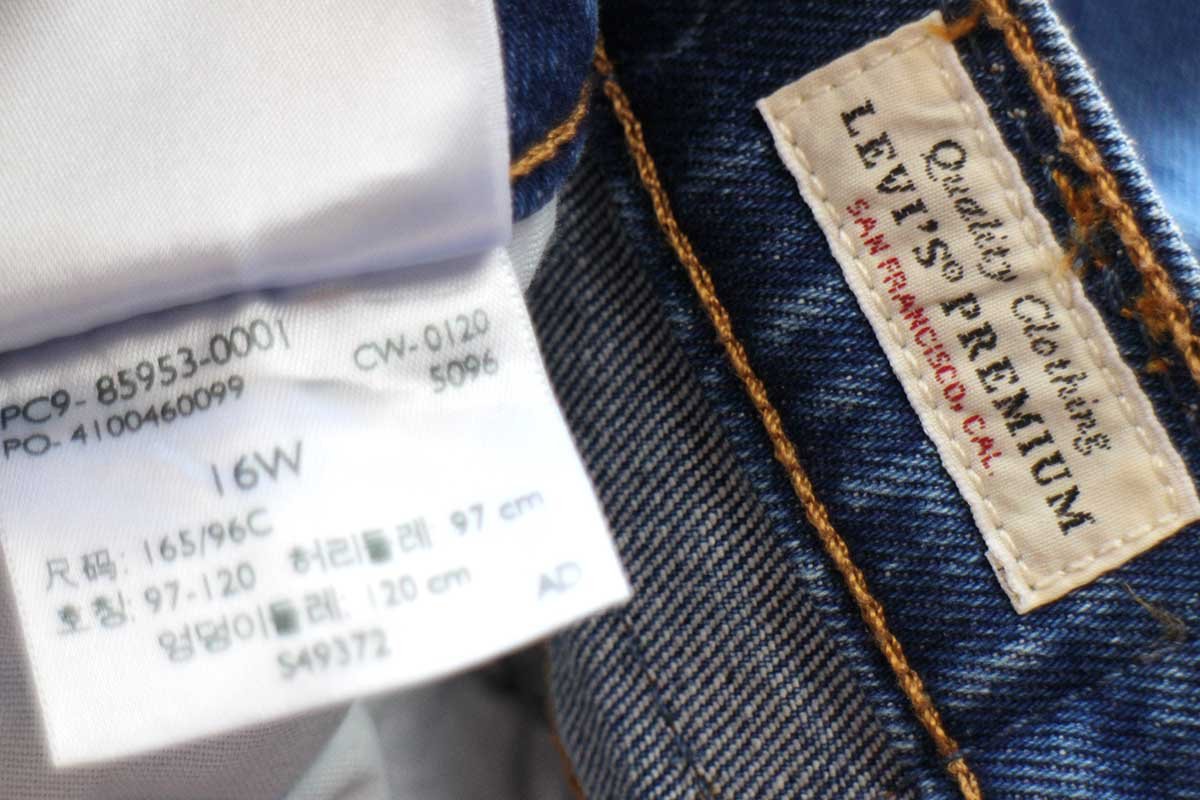 PC9- 85953-0001 CW-0120
PO- 4100460099 5096
16W
尺码: 165/96C
호칭: 97-120 허리둘레: 97 cm
엉덩이둘레: 120 cm AD
S49372
Quality Clothing
LEVI'S® PREMIUM
SAN FRANCISCO, CAL.